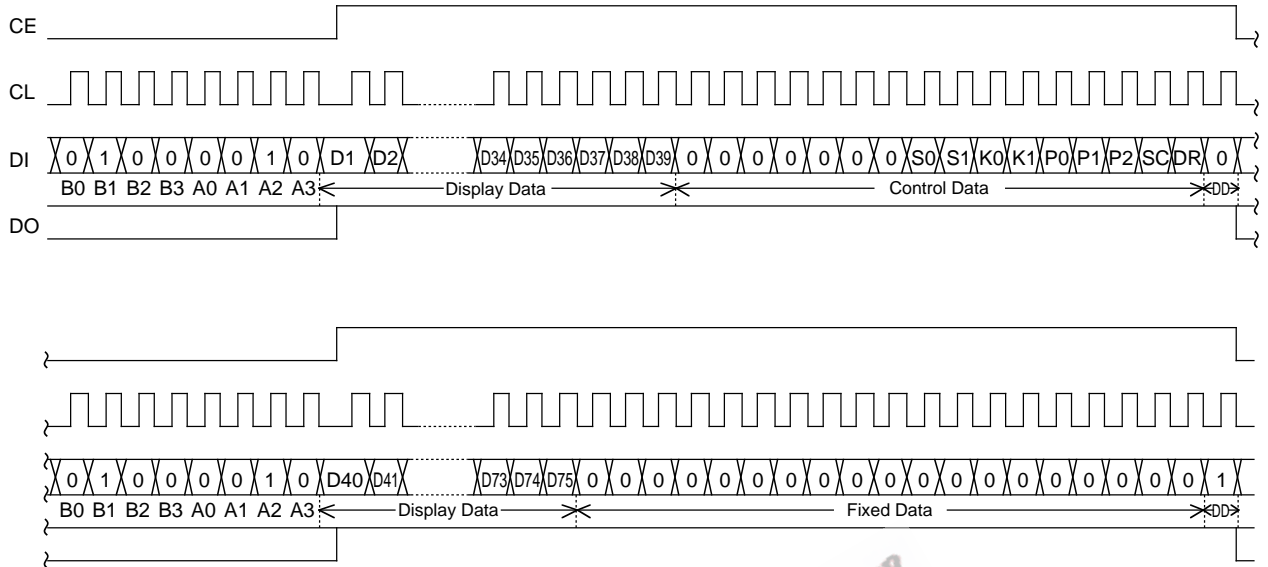 CE
CL
DI 0 1 0 0 0 0 1 0 D1 D2 D34 D35 D36 D37 D38 D39 0 0 0 0 0 0 0 S0 S1 K0 K1 P0 P1 P2 SC DR 0
B0 B1 B2 B3 A0 A1 A2 A3 Display Data Control Data DD
DO
0 1 0 0 0 0 1 0 D40 D41 D73 D74 D75 0 0 0 0 0 0 0 0 0 0 0 0 0 0 0 0 0 0 0 1
B0 B1 B2 B3 A0 A1 A2 A3 Display Data Fixed Data DD